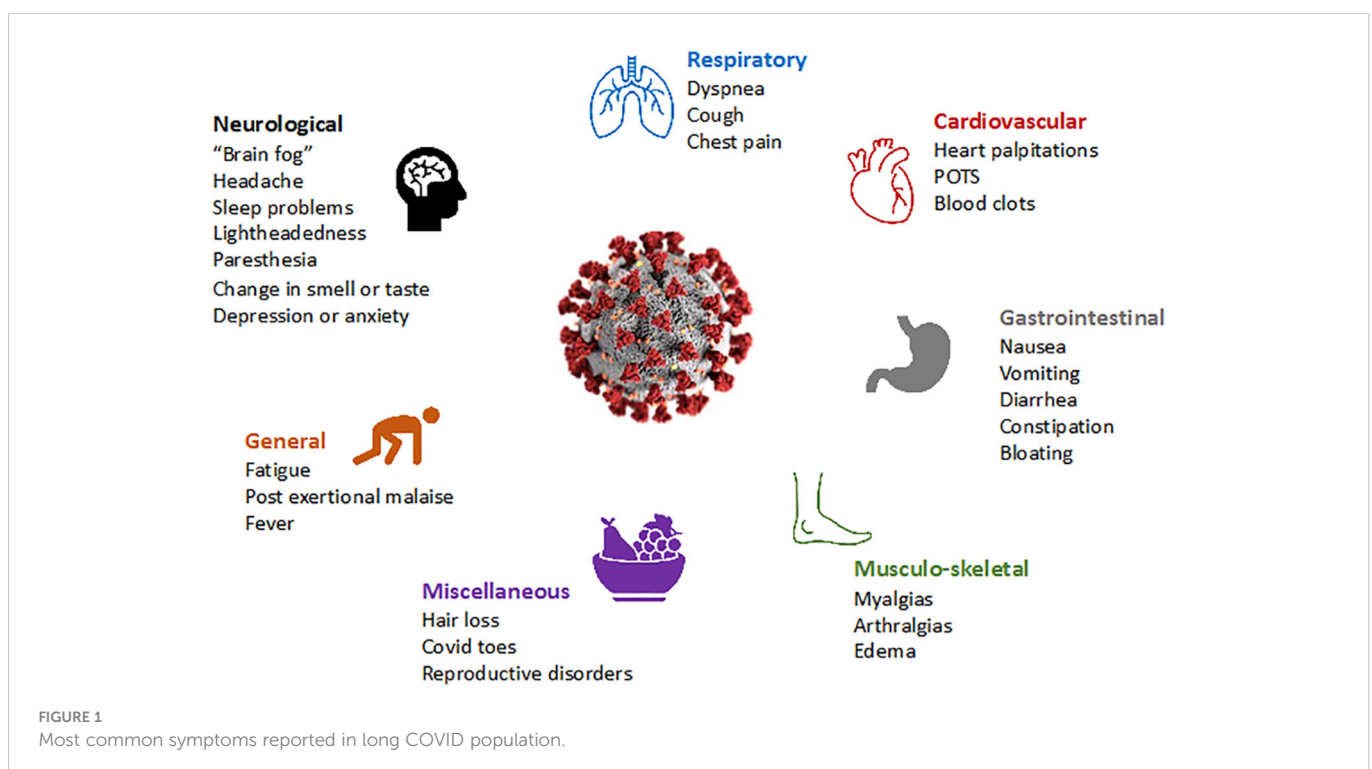 Respiratory
Dyspnea
Cough
Chest pain
Cardiovascular
Heart palpitations
POTS
Blood clots
Neurological
“Brain fog”
Headache
Sleep problems
Lightheadedness
Paresthesia
Change in smell or taste
Depression or anxiety
Gastrointestinal
Nausea
Vomiting
Diarrhea
Constipation
Bloating
General
Fatigue
Post exertional malaise
Fever
Musculo-skeletal
Myalgias
Arthralgias
Edema
Miscellaneous
Hair loss
Covid toes
Reproductive disorders
FIGURE 1
Most common symptoms reported in long COVID population.